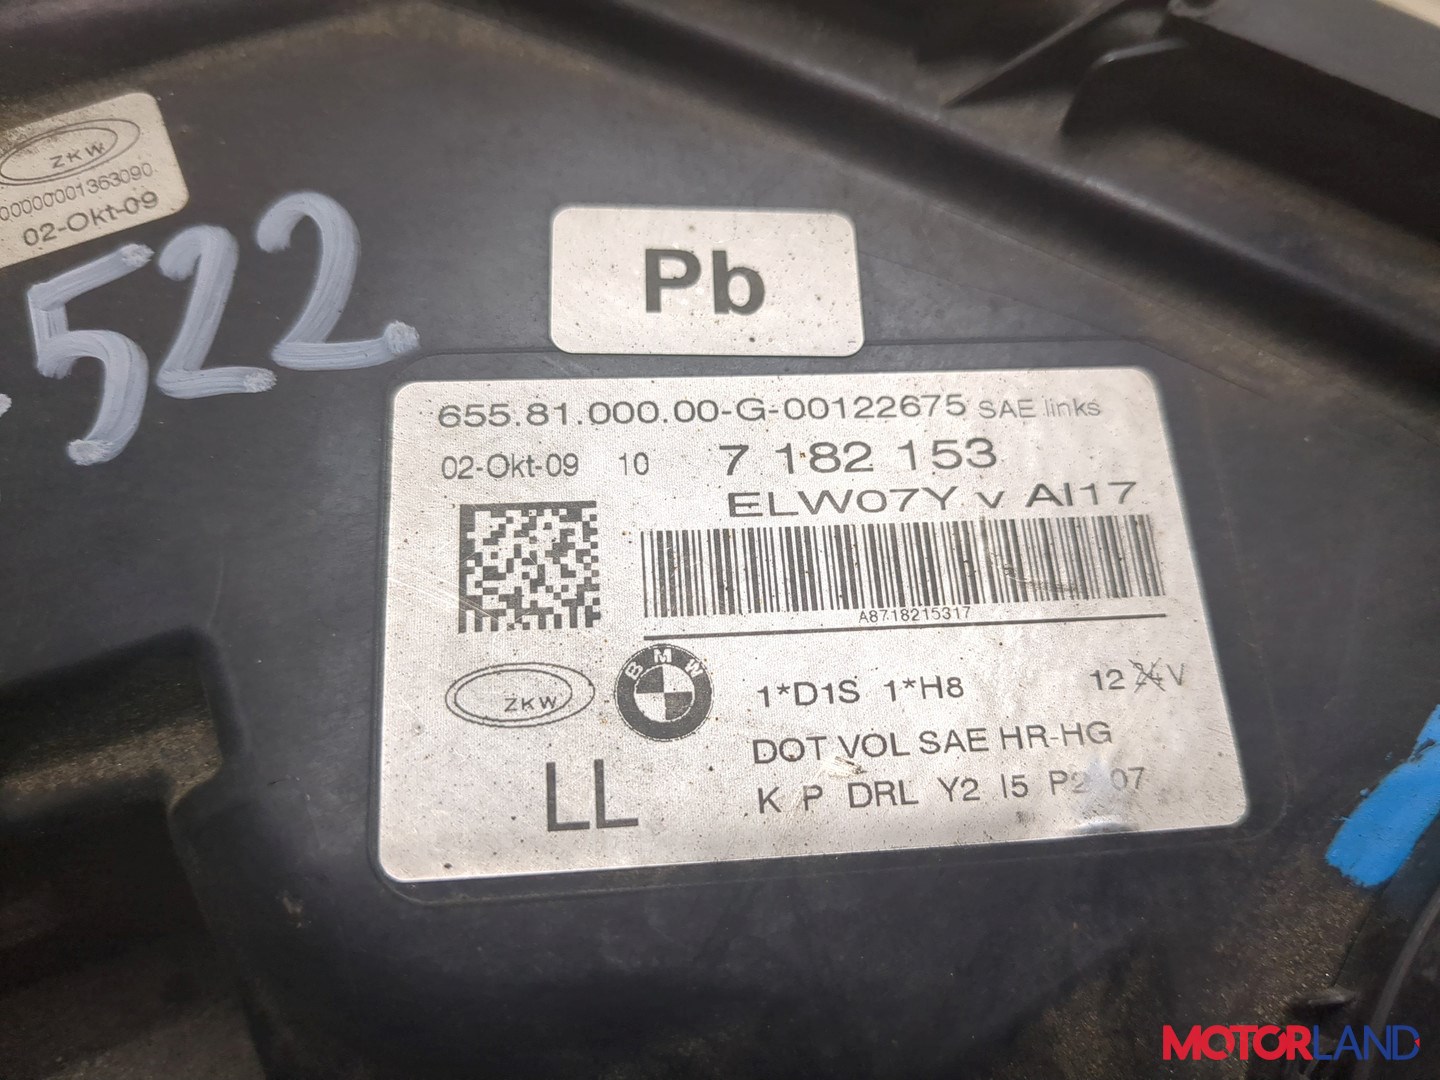 ZKW
00000001363090
02-Okt-09
522
Pb
655.81.000.00-G-00122675 SAE links
02-Okt-09 10 7 182 153
ELW07Y v AI17
A8718215317
ZKW
BMW
1*D1S 1*H8 12 24 V
DOT VOL SAE HR-HG
LL
K P DRL Y2 I5 P2 07
MOTORLAND